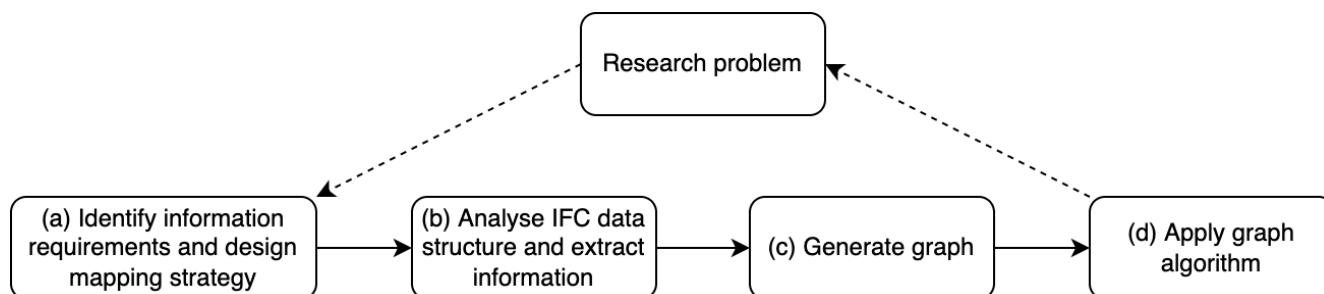 Research problem
(a) Identify information
requirements and design
mapping strategy
(b) Analyse IFC data
structure and extract
information
(c) Generate graph
(d) Apply graph
algorithm